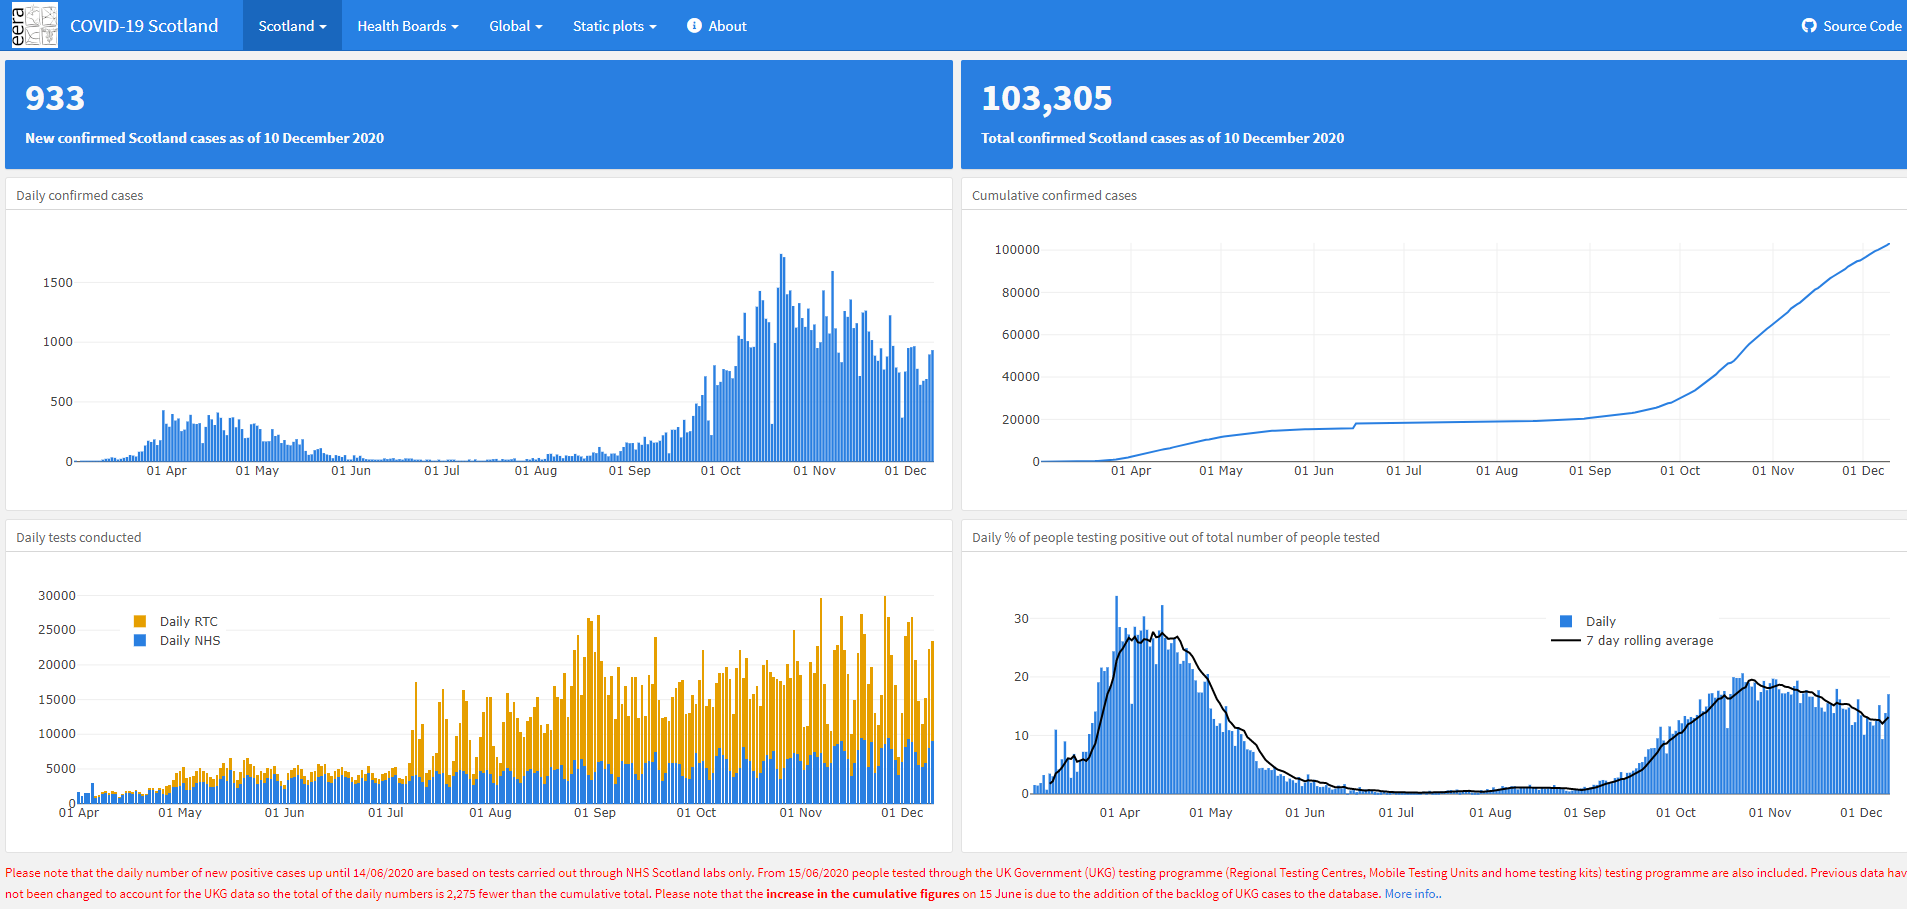 eera
COVID-19 Scotland
Scotland
Health Boards
Global
Static plots
About
Source Code
933
New confirmed Scotland cases as of 10 December 2020
103,305
Total confirmed Scotland cases as of 10 December 2020
Daily confirmed cases
1500
1000
500
0
01 Apr 01 May 01 Jun 01 Jul 01 Aug 01 Sep 01 Oct 01 Nov 01 Dec
Cumulative confirmed cases
100000
80000
60000
40000
20000
0
01 Apr 01 May 01 Jun 01 Jul 01 Aug 01 Sep 01 Oct 01 Nov 01 Dec
Daily tests conducted
30000
25000
20000
15000
10000
5000
0
Daily RTC
Daily NHS
01 Apr 01 May 01 Jun 01 Jul 01 Aug 01 Sep 01 Oct 01 Nov 01 Dec
Daily % of people testing positive out of total number of people tested
30
20
10
0
Daily
7 day rolling average
01 Apr 01 May 01 Jun 01 Jul 01 Aug 01 Sep 01 Oct 01 Nov 01 Dec
Please note that the daily number of new positive cases up until 14/06/2020 are based on tests carried out through NHS Scotland labs only. From 15/06/2020 people tested through the UK Government (UKG) testing programme (Regional Testing Centres, Mobile Testing Units and home testing kits) testing programme are also included. Previous data hav
not been changed to account for the UKG data so the total of the daily numbers is 2,275 fewer than the cumulative total. Please note that the increase in the cumulative figures on 15 June is due to the addition of the backlog of UKG cases to the database. More info..